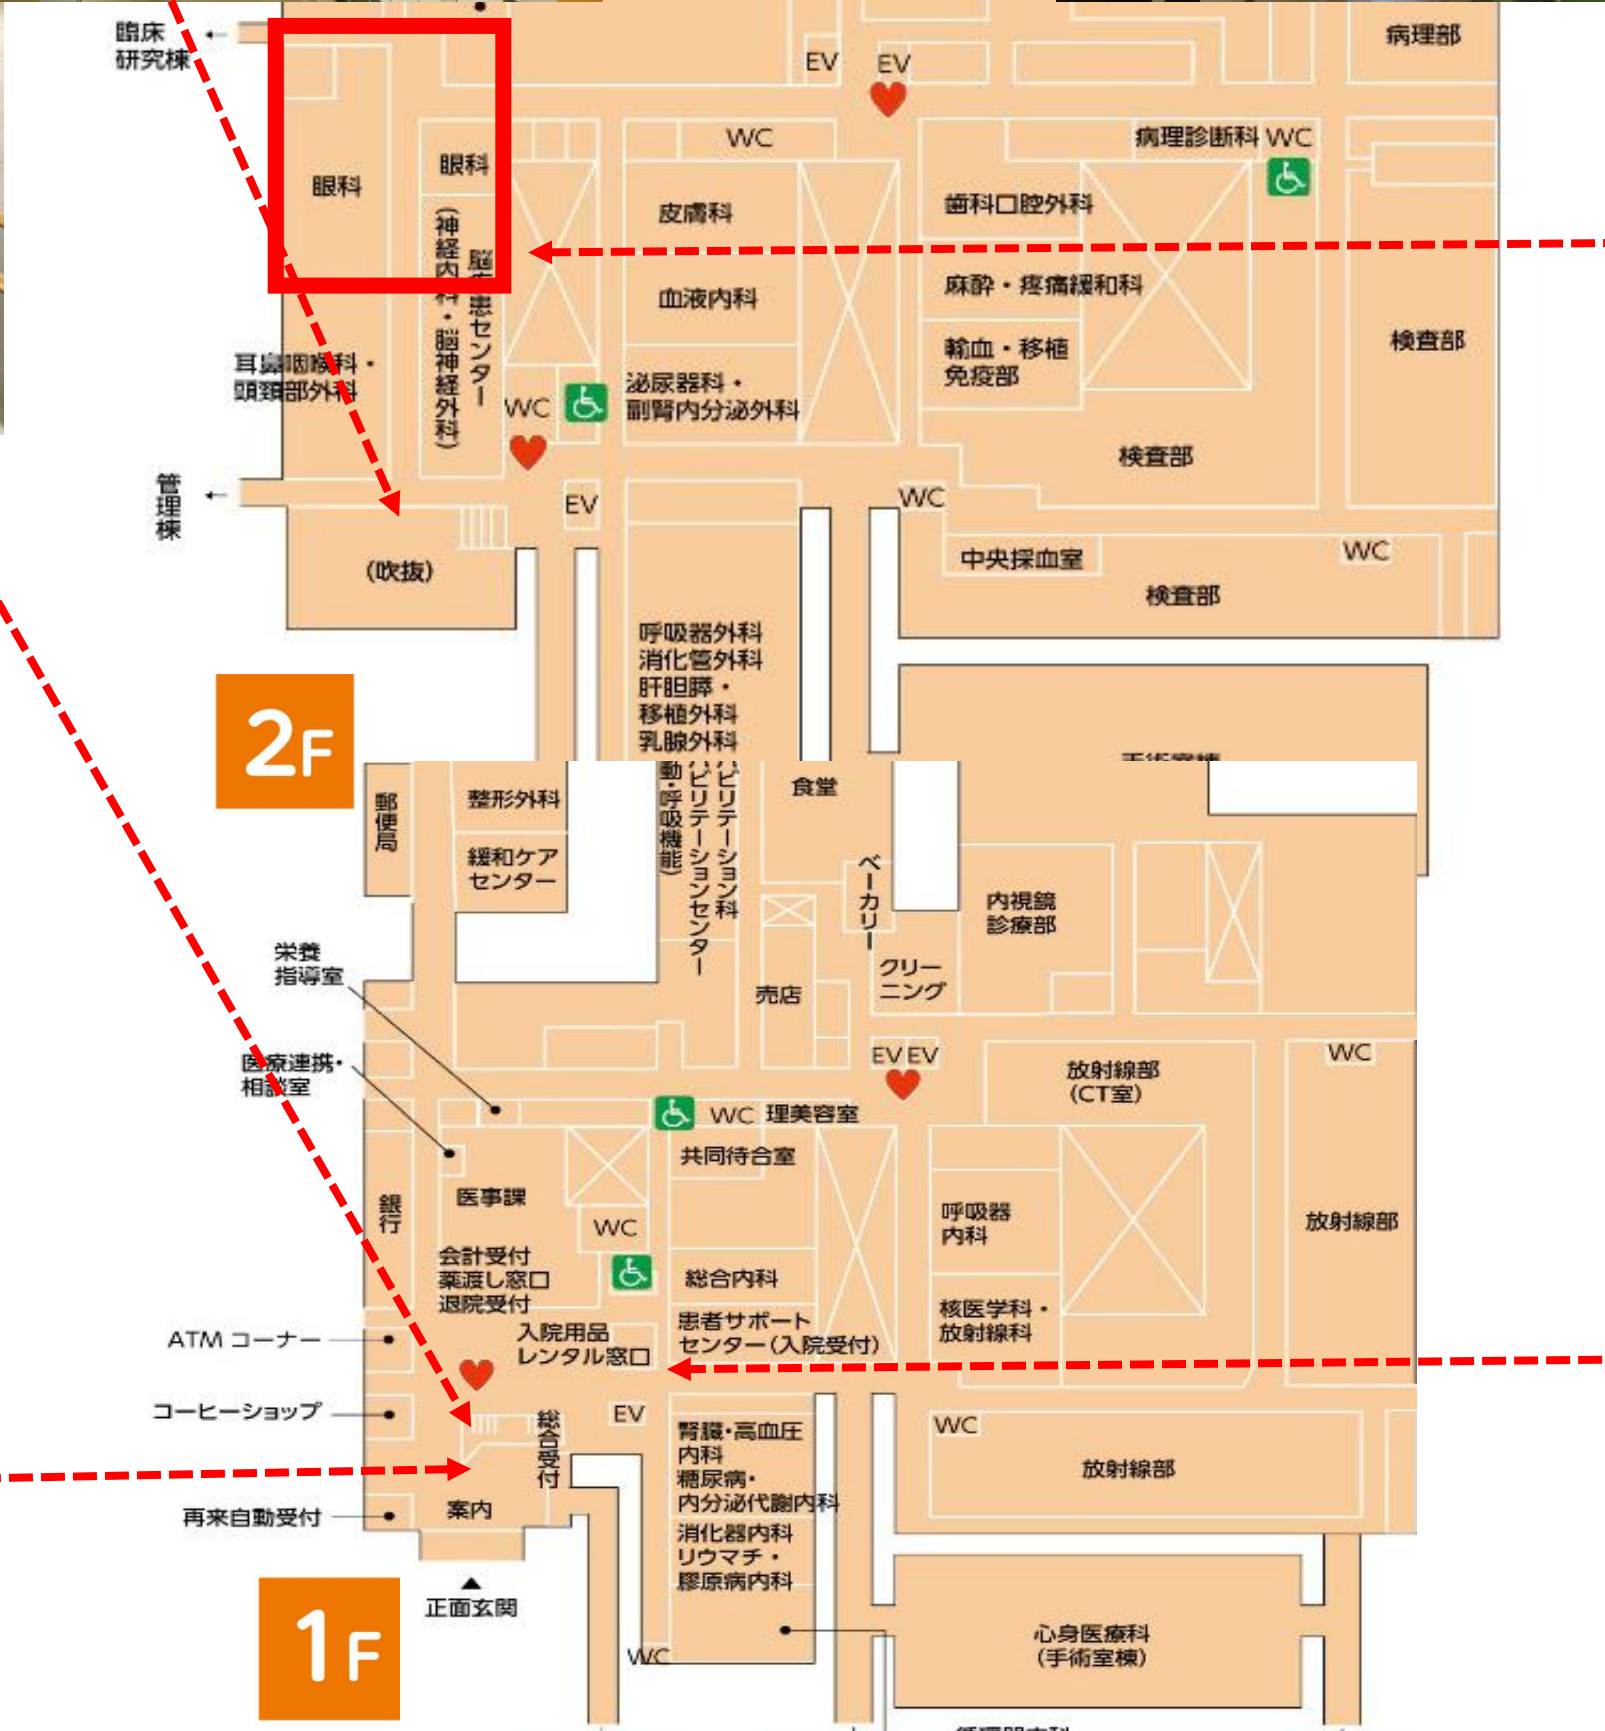 臨床
研究棟
EV
EV
病理部
WC
病理診断科
WC
眼科
眼科
皮膚科
歯科口腔外科
脳疾患センター
(神経内科・脳神経外科)
血液内科
麻酔・疼痛緩和科
検査部
輸血・移植
免疫部
耳鼻咽喉科・
頭頸部外科
WC
泌尿器科・
副腎内分泌外科
検査部
管理棟
EV
WC
中央採血室
WC
(吹抜)
検査部
呼吸器外科
消化管外科
肝胆膵・
移植外科
乳腺外科
2F
郵便局
整形外科
食堂
緩和ケア
センター
ベーカリー
内視鏡
診療部
栄養
指導室
クリー
ニング
売店
医療連携・
相談室
EV EV
放射線部
(CT室)
WC
WC
理美容室
共同待合室
銀行
医事課
WC
呼吸器
内科
放射線部
会計受付
薬渡し窓口
退院受付
総合内科
核医学科・
放射線科
ATM コーナー
入院用品
レンタル窓口
患者サポート
センター(入院受付)
コーヒーショップ
総合受付
EV
腎臓・高血圧
内科
糖尿病・
内分泌代謝内科
消化器内科
リウマチ・
膠原病内科
WC
放射線部
再来自動受付
案内
正面玄関
1F
WC
心身医療科
(手術室棟)